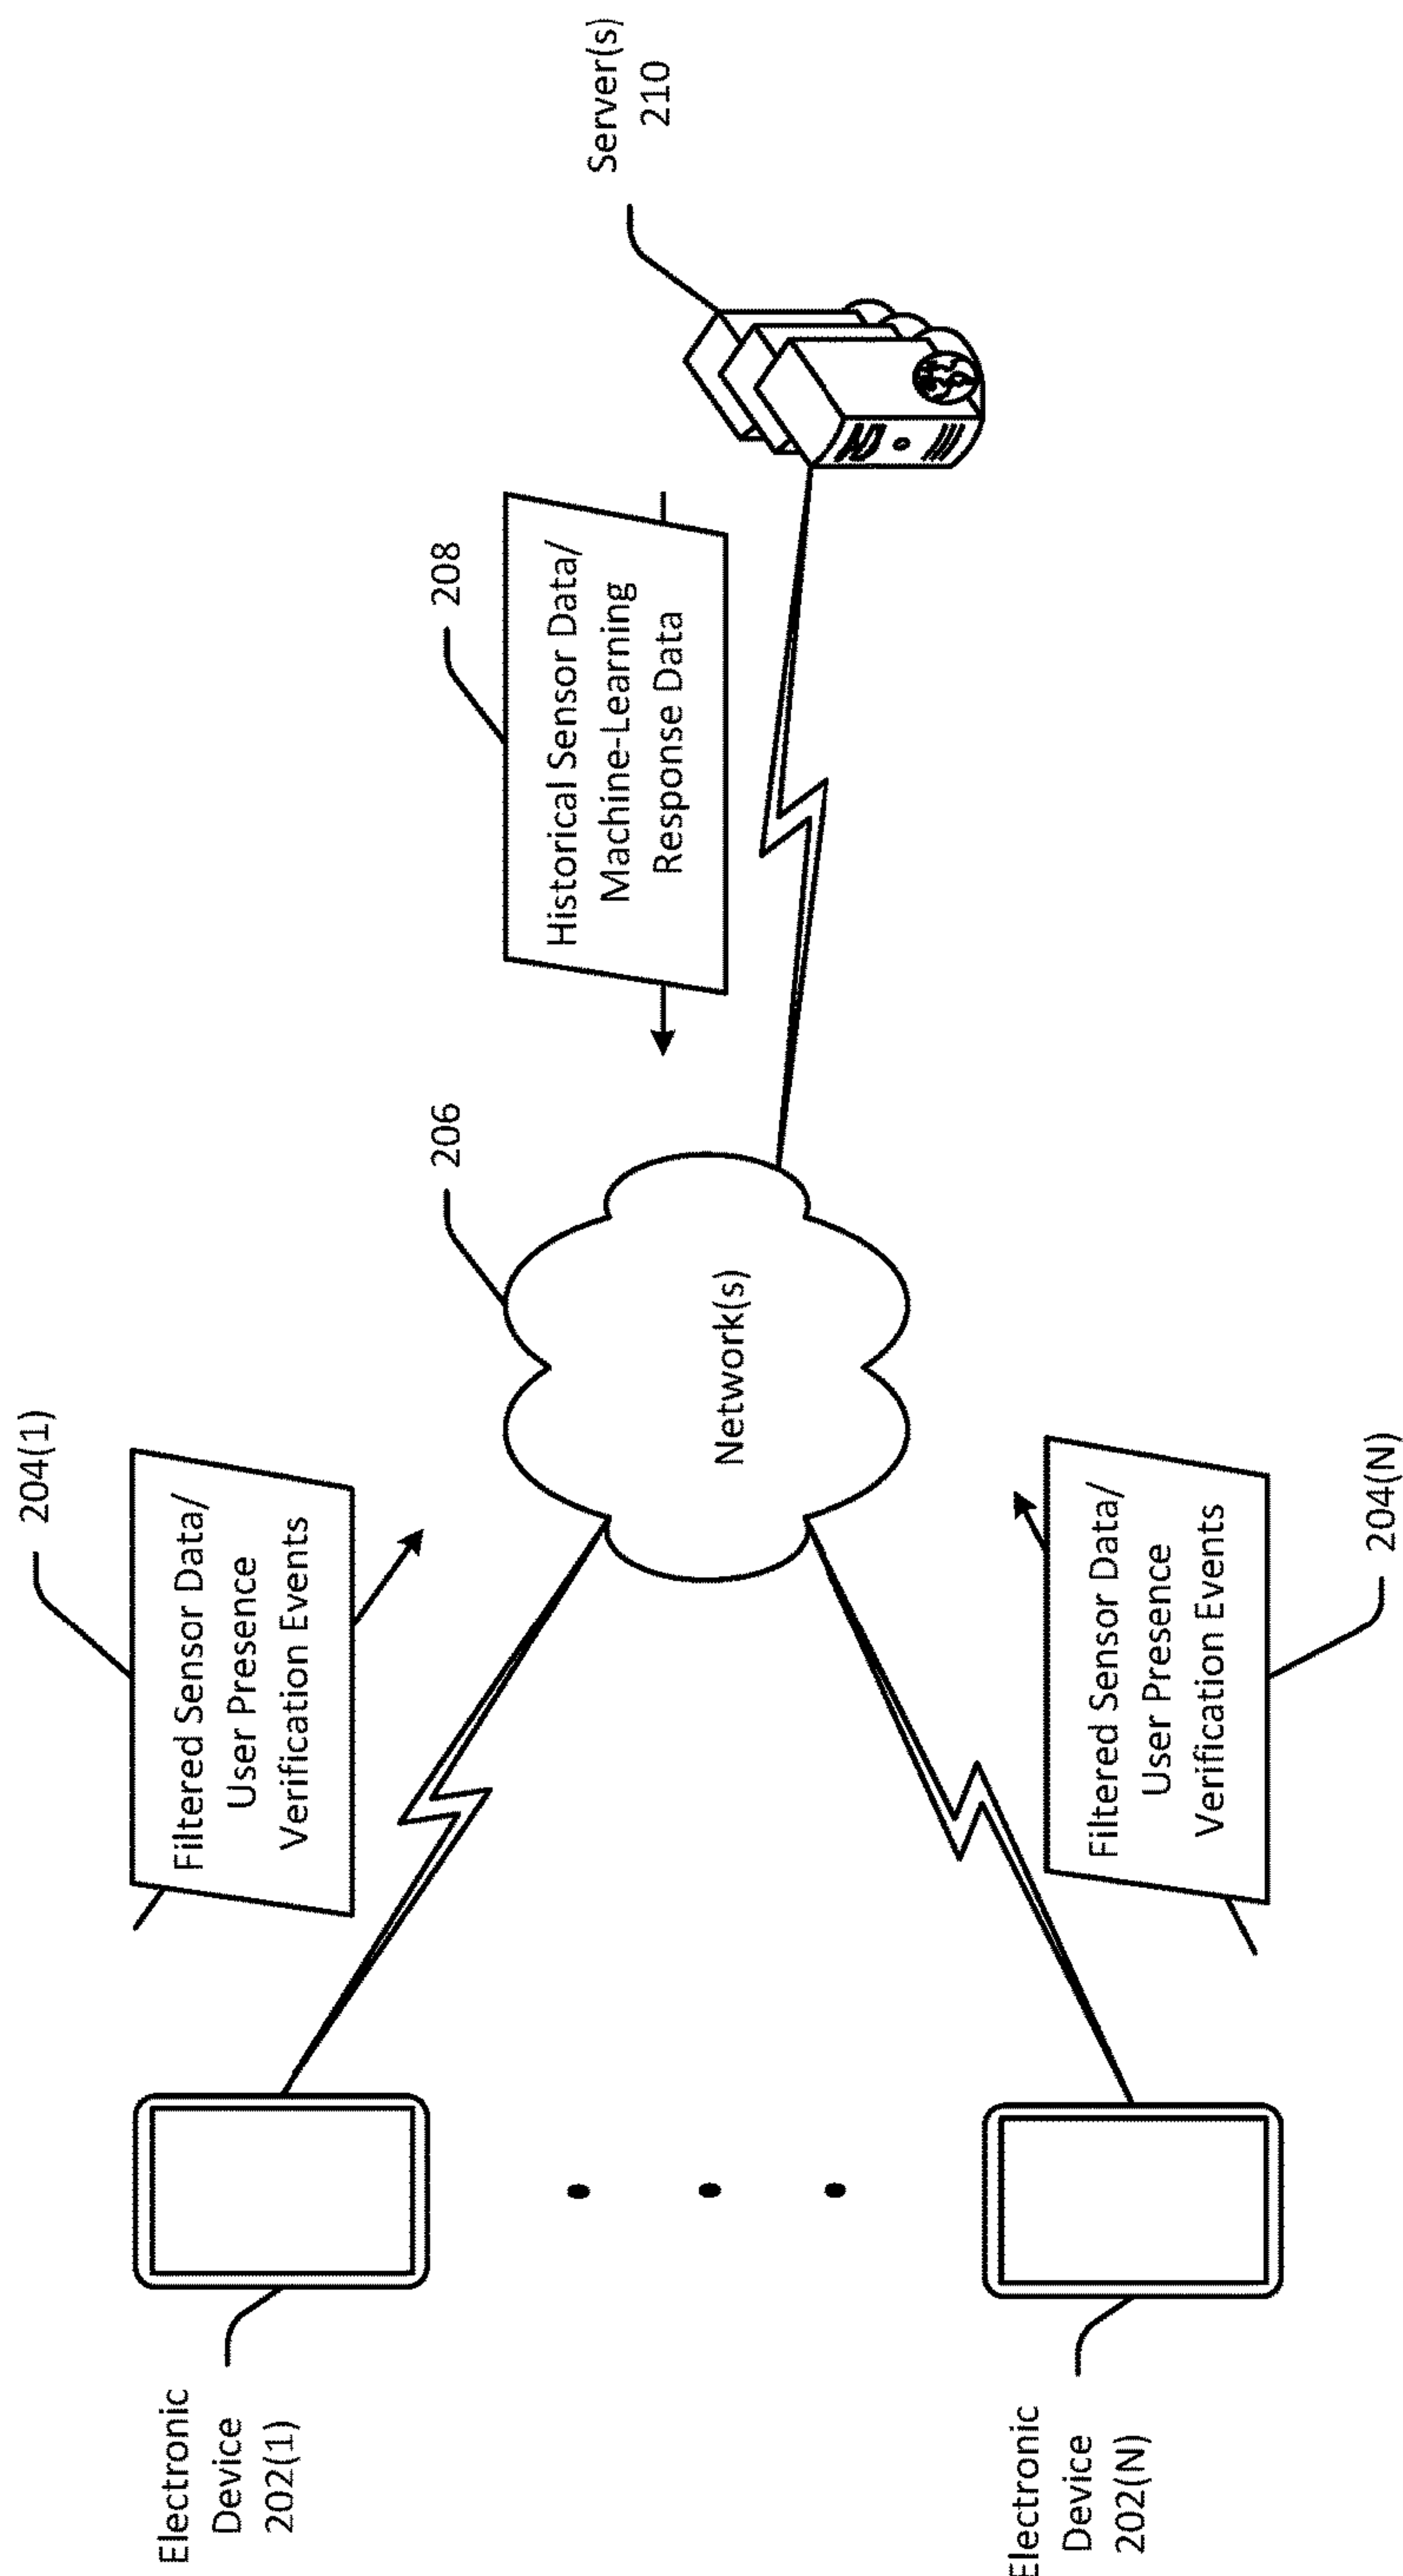 204(1)
Filtered Sensor Data/
User Presence
Verification Events
Electronic
Device
202(1)
206
Network(s)
208
Historical Sensor Data/
Machine-Learning
Response Data
Server(s)
210
Electronic
Device
202(N)
Filtered Sensor Data/
User Presence
Verification Events
204(N)